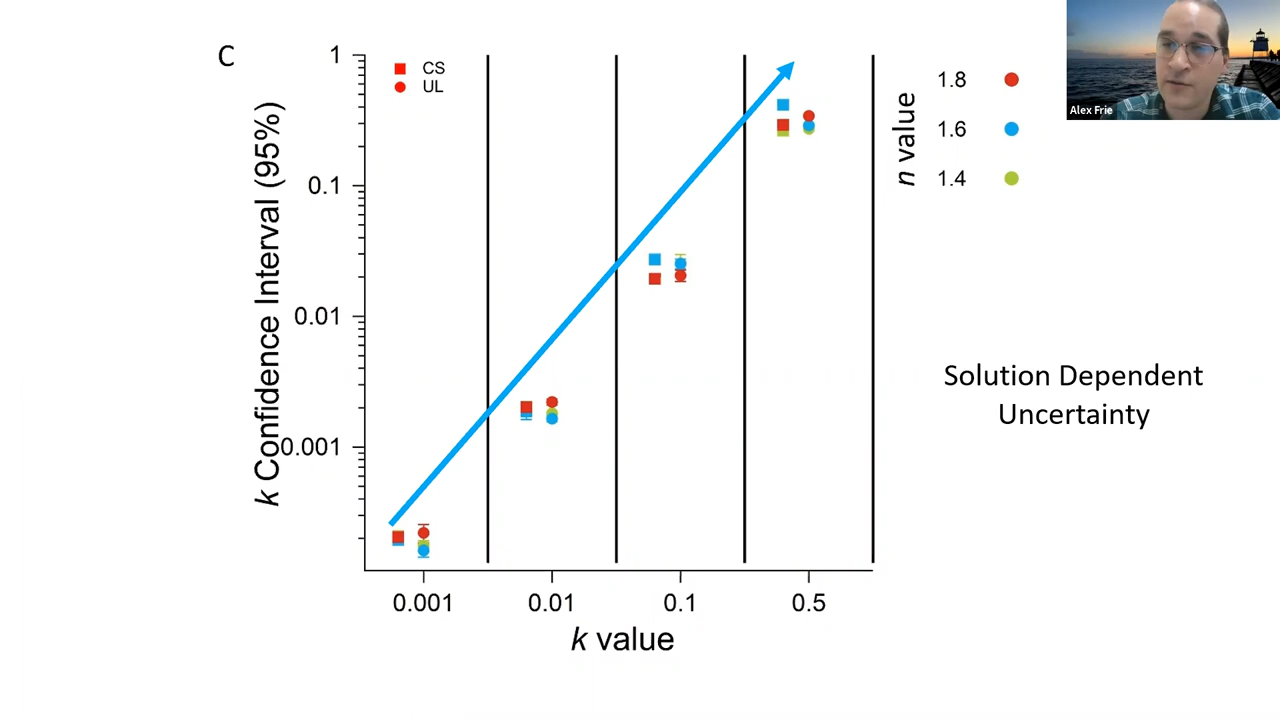 C
k Confidence Interval (95%)
1
0.1
0.01
0.001
CS
UL
0.001 0.01 0.1 0.5
k value
n value
1.8
1.6
1.4
Alex Frie
Solution Dependent
Uncertainty